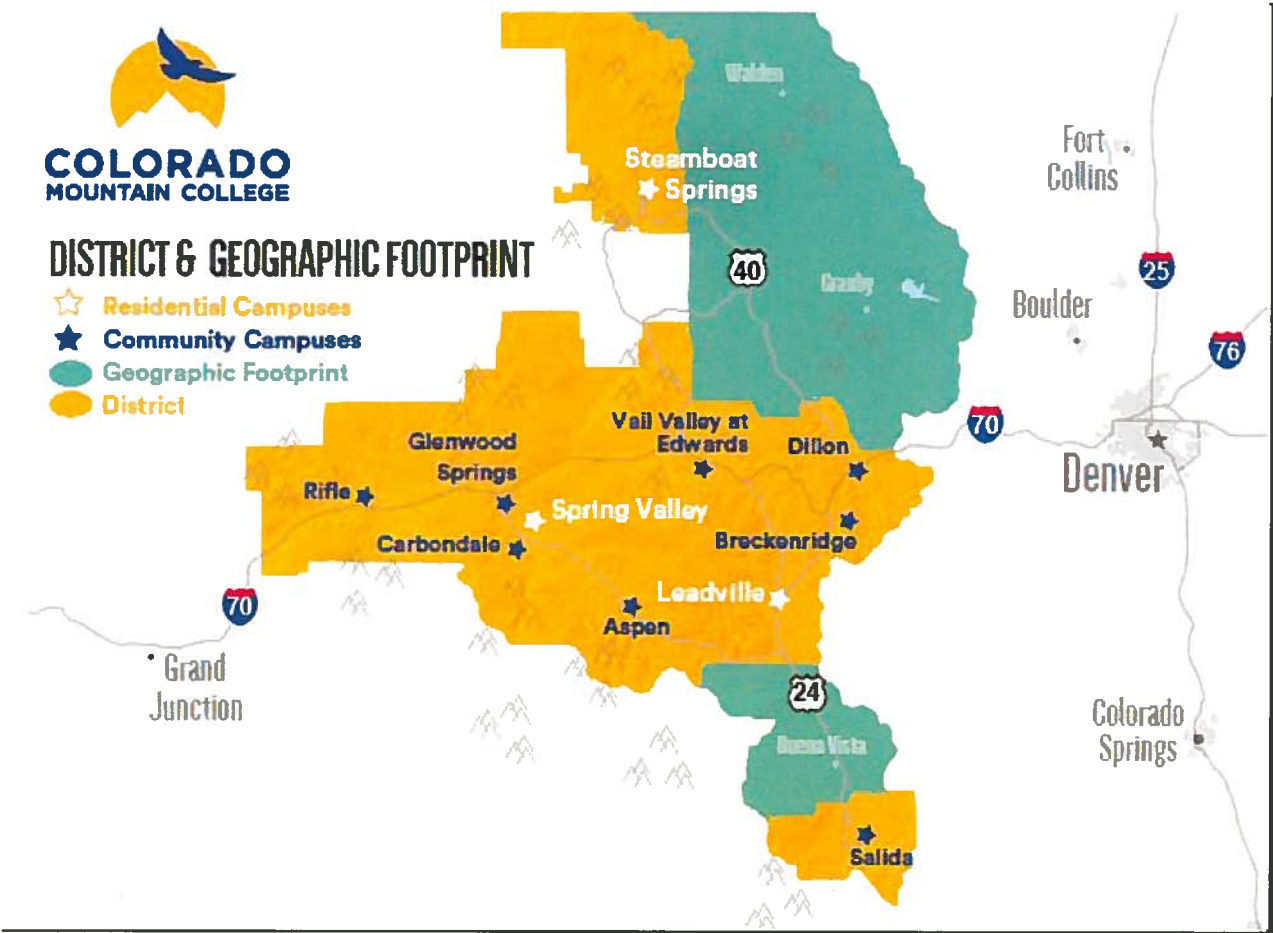 COLORADO
MOUNTAIN COLLEGE
DISTRICT & GEOGRAPHIC FOOTPRINT
Residential Campuses
Community Campuses
Geographic Footprint
District
Walden
Steamboat
Springs
40
Granby
Fort
Collins
25
Boulder
76
70
Denver
Vail Valley at
Edwards
Dillon
Glenwood
Springs
Rifle
Spring Valley
Carbondale
Breckenridge
Leadville
Aspen
70
Grand
Junction
24
Buena Vista
Colorado
Springs
Salida